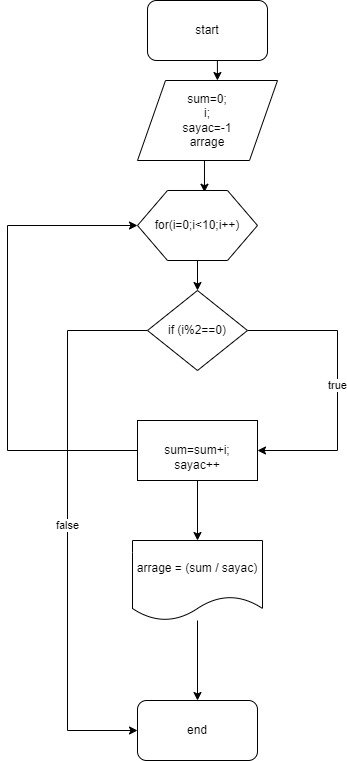 start
sum=0;
i;
sayac=-1
arrage
for(i=0;i<10;i++)
if (i%2==0)
true
sum=sum+i;
sayac++
false
arrage = (sum / sayac)
end